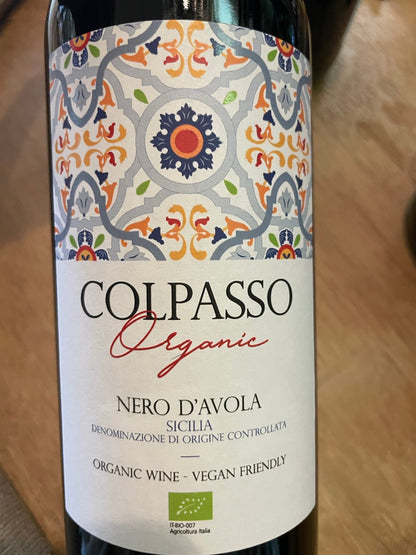 COLPASSO
Organic
NERO D'AVOLA
SICILIA
DENOMINAZIONE DI ORIGINE CONTROLLATA
ORGANIC WINE - VEGAN FRIENDLY
IT-BIO-007
Agricoltura Italia